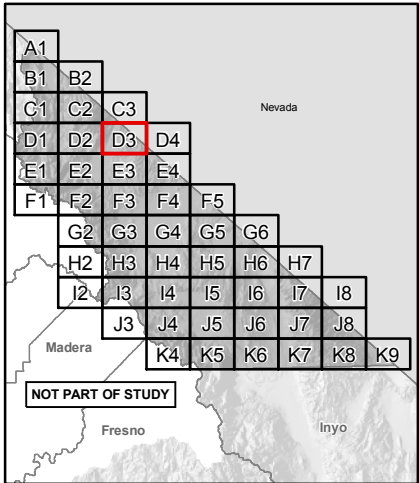 A1
B1 B2
C1 C2 C3
Nevada
D1 D2 D3 D4
E1 E2 E3 E4
F1 F2 F3 F4 F5
G2 G3 G4 G5 G6
H2 H3 H4 H5 H6 H7
I2 I3 I4 I5 I6 I7 I8
J3 J4 J5 J6 J7 J8
Madera
K4 K5 K6 K7 K8 K9
NOT PART OF STUDY
Fresno
Inyo